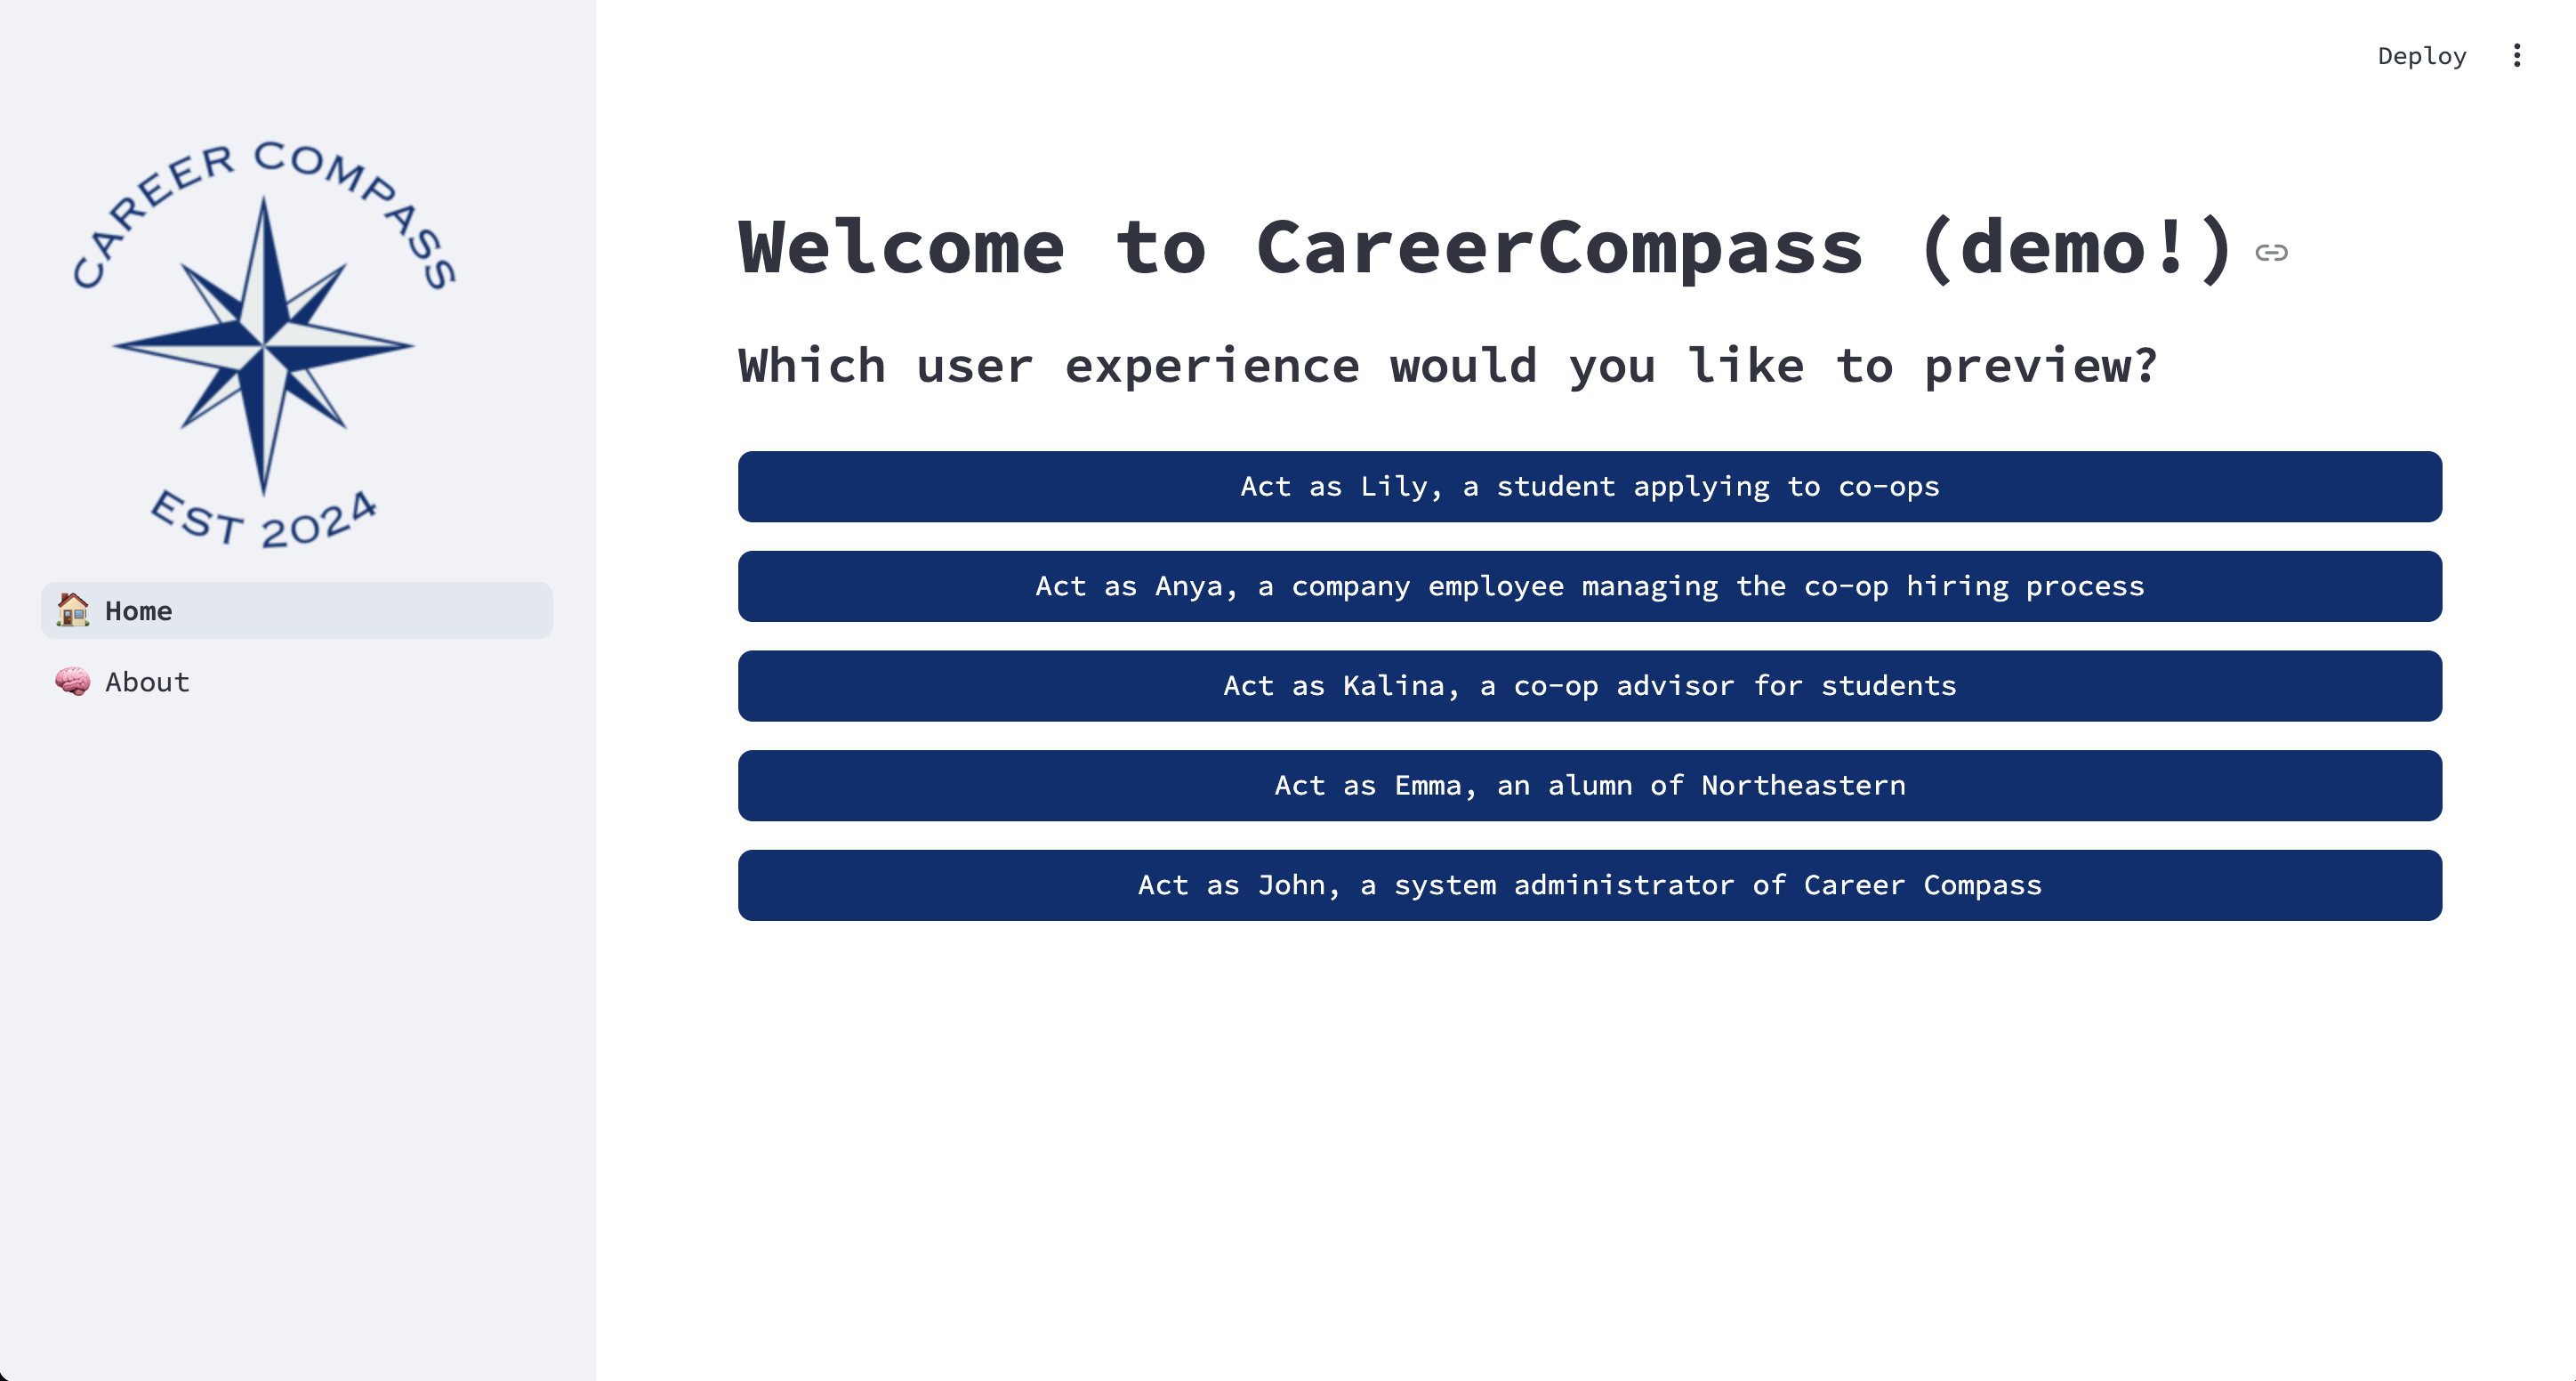 CAREER COMPASS
EST 2024
Home
About
Deploy
Welcome to CareerCompass (demo!)
Which user experience would you like to preview?
Act as Lily, a student applying to co-ops
Act as Anya, a company employee managing the co-op hiring process
Act as Kalina, a co-op advisor for students
Act as Emma, an alumn of Northeastern
Act as John, a system administrator of Career Compass